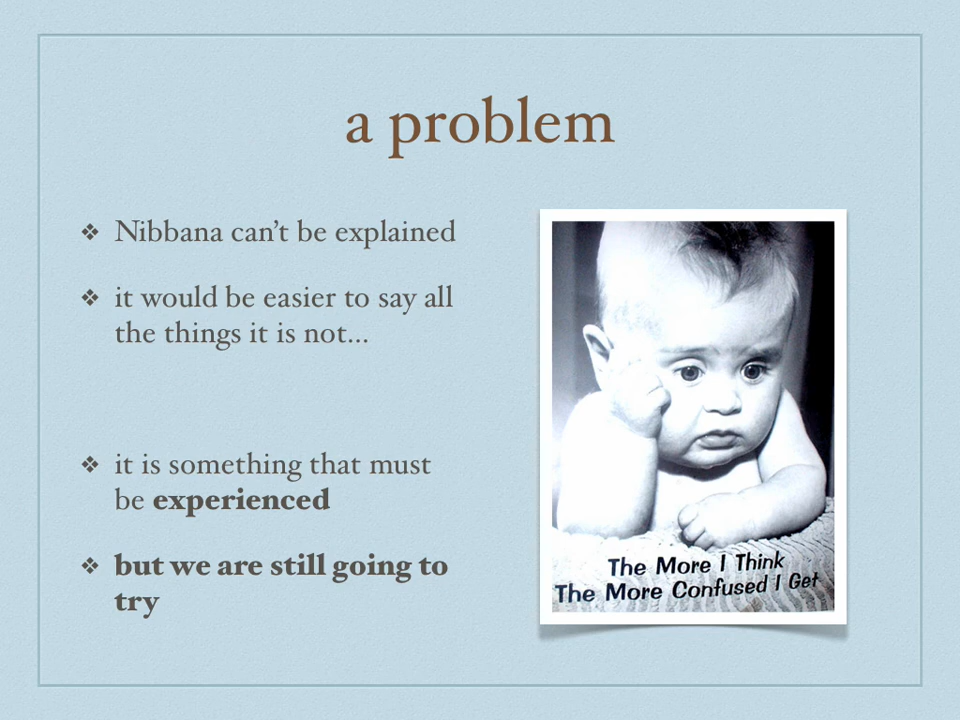 a problem
Nibbana can’t be explained
it would be easier to say all
the things it is not...
it is something that must
be experienced
but we are still going to
try
The More I Think
The More Confused I Get